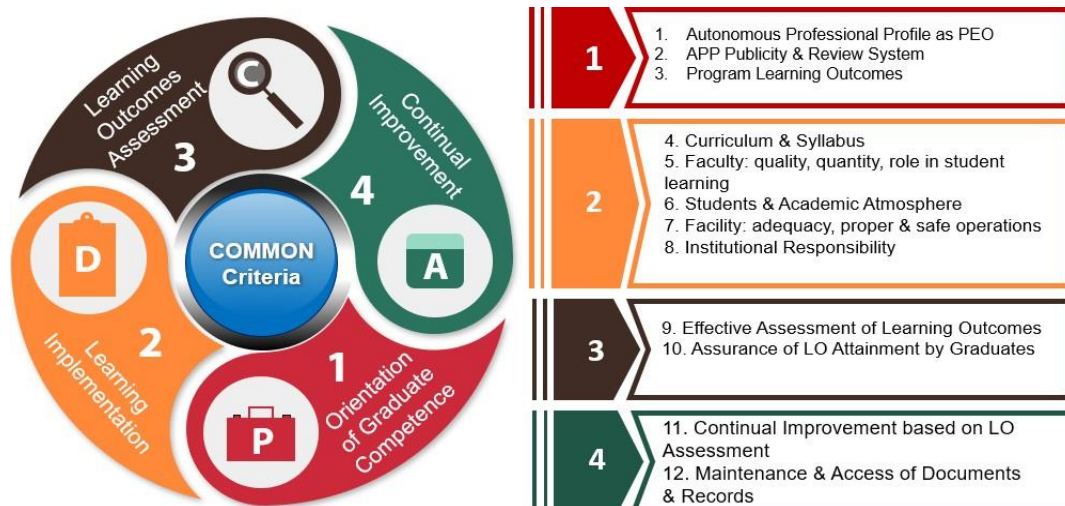 C
Learning
Outcomes
Assessment
3
Continual
Improvement
4
A
COMMON
Criteria
D
2
Learning
Implementation
1
Orientation
of Graduate
Competence
P
1
1. Autonomous Professional Profile as PEO
2. APP Publicity & Review System
3. Program Learning Outcomes
2
4. Curriculum & Syllabus
5. Faculty: quality, quantity, role in student
learning
6. Students & Academic Atmosphere
7. Facility: adequacy, proper & safe operations
8. Institutional Responsibility
3
9. Effective Assessment of Learning Outcomes
10. Assurance of LO Attainment by Graduates
4
11. Continual Improvement based on LO
Assessment
12. Maintenance & Access of Documents
& Records